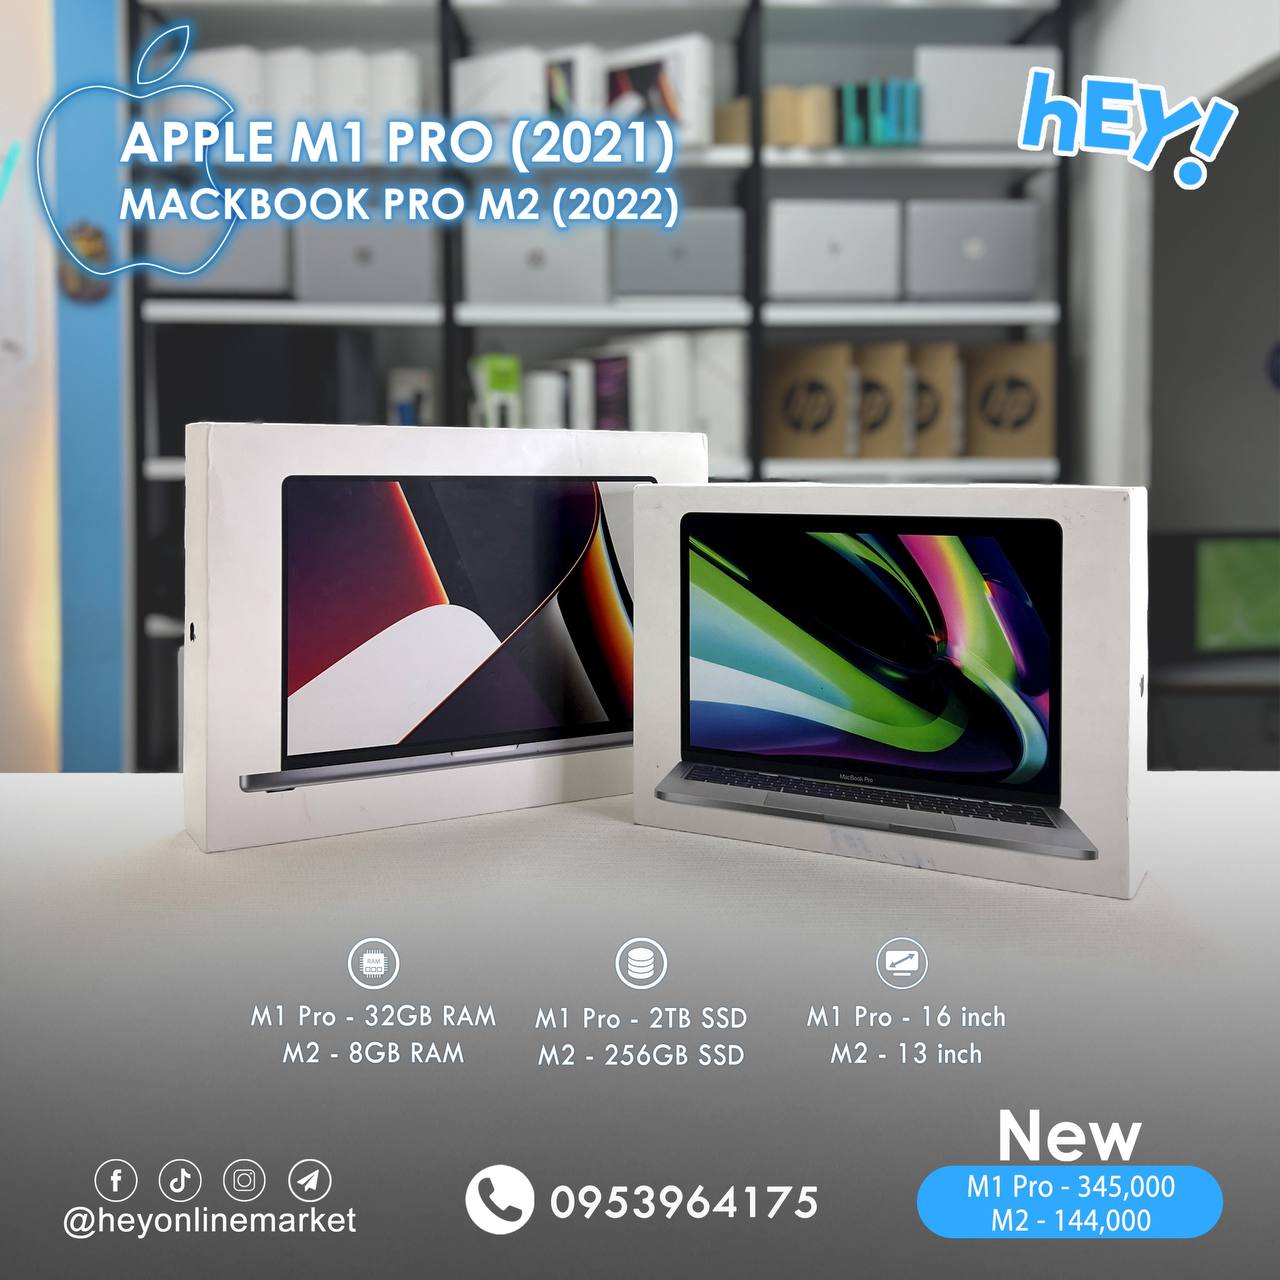 APPLE M1 PRO (2021)
MACKBOOK PRO M2 (2022)
hEY!
hp
MacBook Pro
RAM
M1 Pro - 32GB RAM
M2 - 8GB RAM
M1 Pro - 2TB SSD
M2 - 256GB SSD
M1 Pro - 16 inch
M2 - 13 inch
New
M1 Pro - 345,000
M2 - 144,000
@heyonlinemarket
0953964175